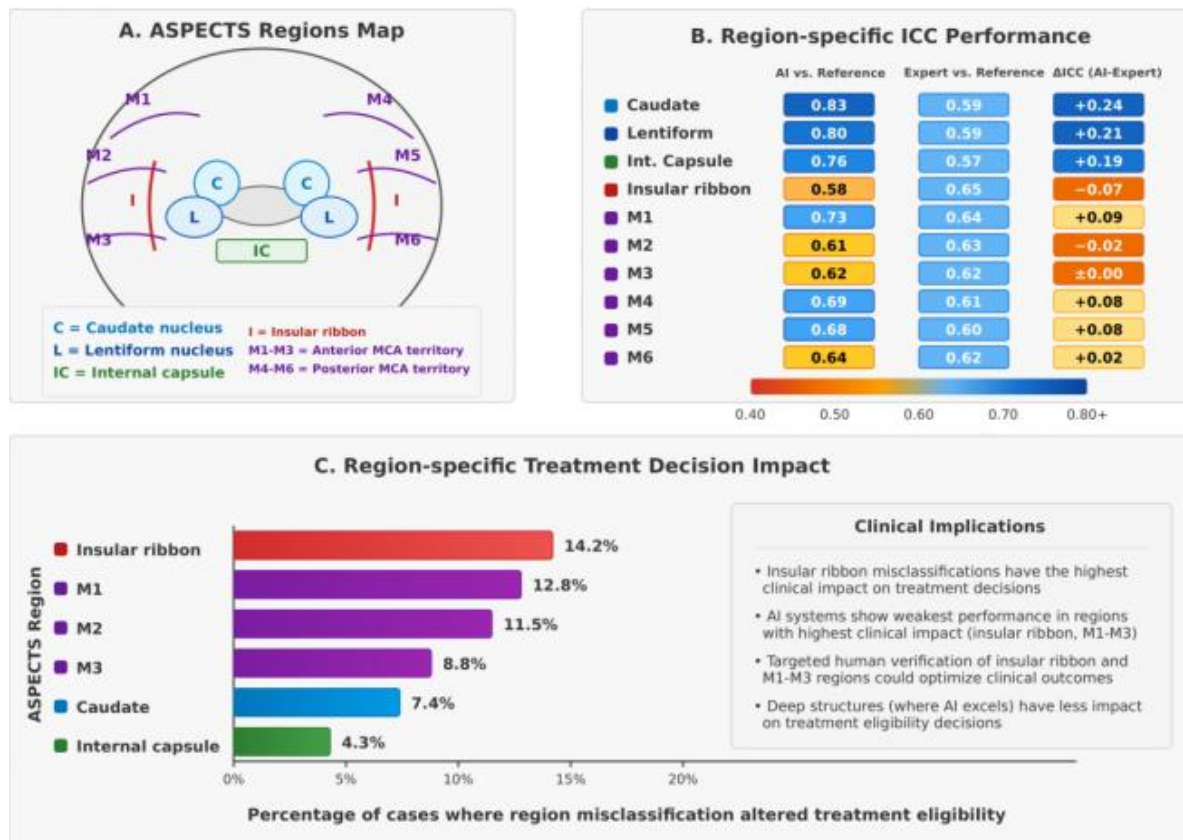 A. ASPECTS Regions Map
M1
M4
M2
M5
C
C
I
I
L
L
M3
M6
IC
C = Caudate nucleus
L = Lentiform nucleus
IC = Internal capsule
I = Insular ribbon
M1-M3 = Anterior MCA territory
M4-M6 = Posterior MCA territory
B. Region-specific ICC Performance
AI vs. Reference Expert vs. Reference ΔICC (AI-Expert)
Caudate 0.83 0.59 +0.24
Lentiform 0.80 0.59 +0.21
Int. Capsule 0.76 0.57 +0.19
Insular ribbon 0.58 0.65 −0.07
M1 0.73 0.64 +0.09
M2 0.61 0.63 −0.02
M3 0.62 0.62 ±0.00
M4 0.69 0.61 +0.08
M5 0.68 0.60 +0.08
M6 0.64 0.62 +0.02
0.40 0.50 0.60 0.70 0.80+
C. Region-specific Treatment Decision Impact
ASPECTS Region
Insular ribbon 14.2%
M1 12.8%
M2 11.5%
M3 8.8%
Caudate 7.4%
Internal capsule 4.3%
0% 5% 10% 15% 20%
Percentage of cases where region misclassification altered treatment eligibility
Clinical Implications
• Insular ribbon misclassifications have the highest
clinical impact on treatment decisions
• AI systems show weakest performance in regions
with highest clinical impact (insular ribbon, M1-M3)
• Targeted human verification of insular ribbon and
M1-M3 regions could optimize clinical outcomes
• Deep structures (where AI excels) have less impact
on treatment eligibility decisions